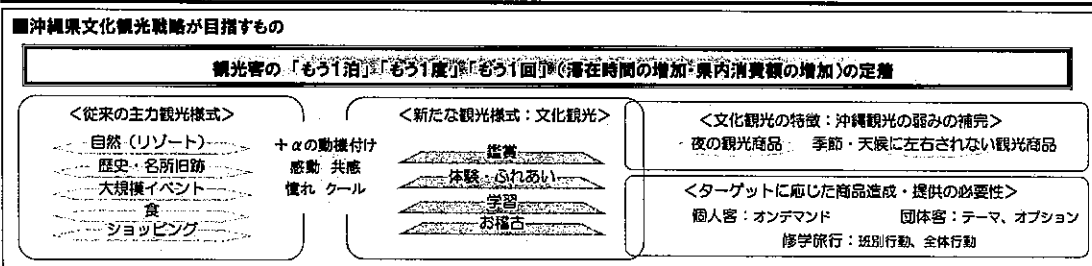 ■沖縄県文化観光戦略が目指すもの
観光客の「もう1泊」「もう1度」「もう1回」(滞在時間の増加・県内消費額の増加)の定着
<従来の主力観光様式>
自然（リゾート）
歴史・名所旧跡
大規模イベント
食
ショッピング
+αの動機付け
感動 共感
憧れ クール
<新たな観光様式：文化観光>
鑑賞
体験・ふれあい
学習
お稽古
<文化観光の特徴：沖縄観光の弱みの補完>
夜の観光商品 季節・天候に左右されない観光商品
<ターゲットに応じた商品造成・提供の必要性>
個人客：オンデマンド 団体客：テーマ、オプション
修学旅行：班別行動、全体行動